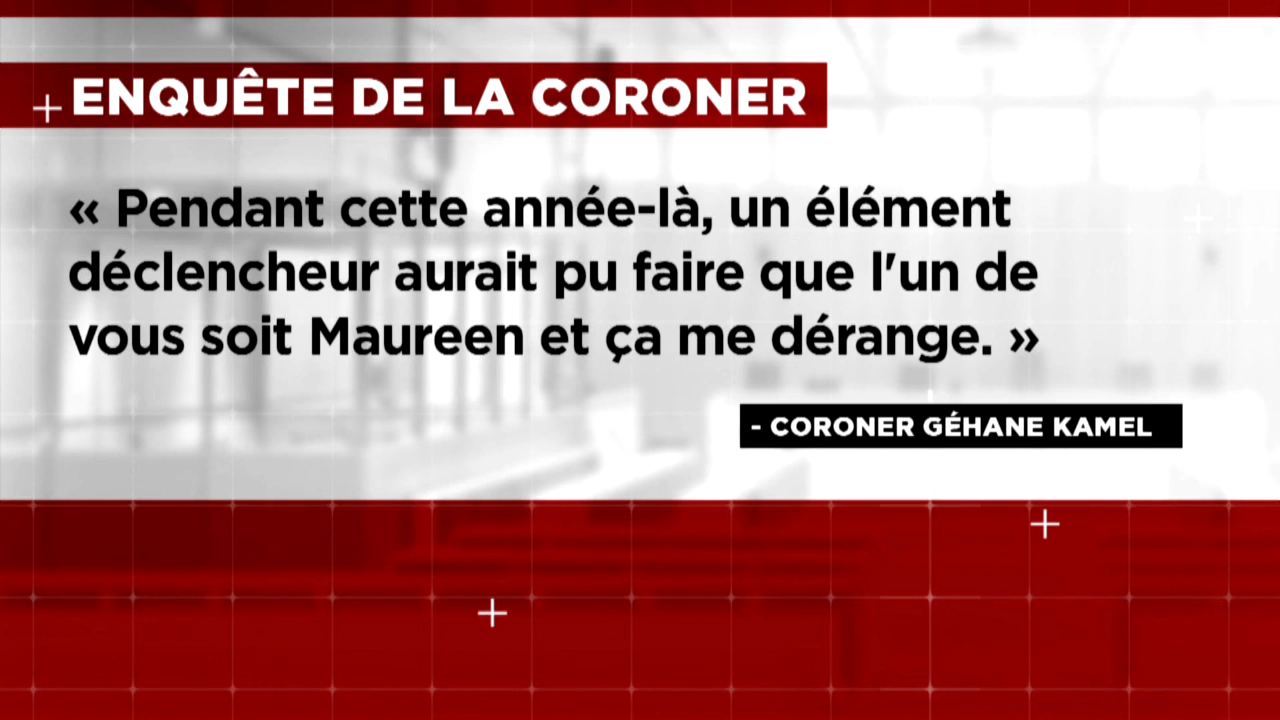 ENQUÊTE DE LA CORONER
« Pendant cette année-là, un élément
déclencheur aurait pu faire que l'un de
vous soit Maureen et ça me dérange. »
- CORONER GÉHANE KAMEL